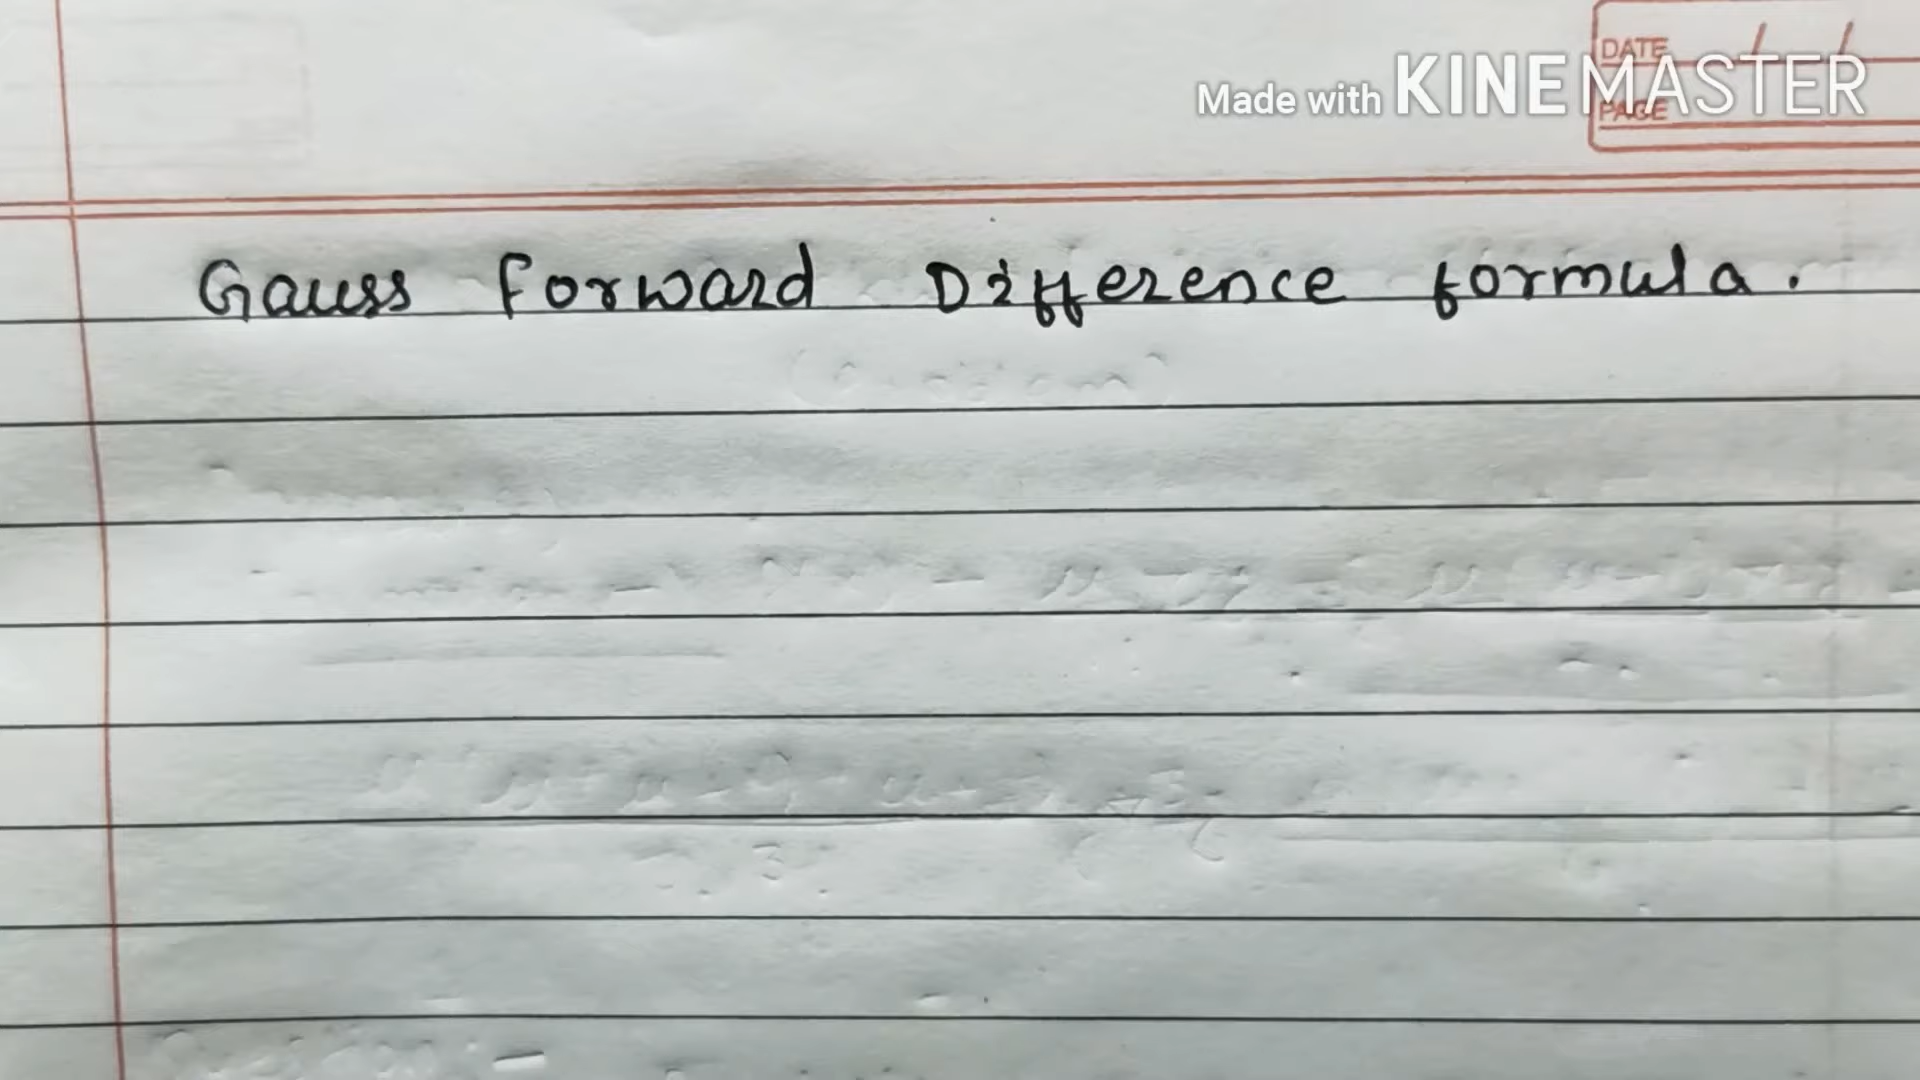 Made with KINEMASTER
DATE / /
PAGE
Gauss forward Difference formula.